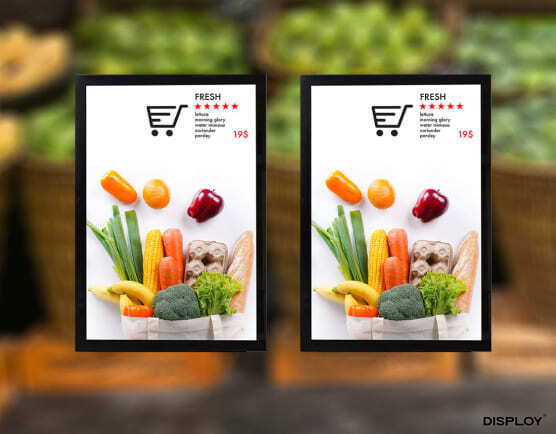 FRESH
★★★★★
lettuce
morning glory
water mimosa
coriander
parsley
19$
FRESH
★★★★★
lettuce
morning glory
water mimosa
coriander
parsley
19$
DISPLOY